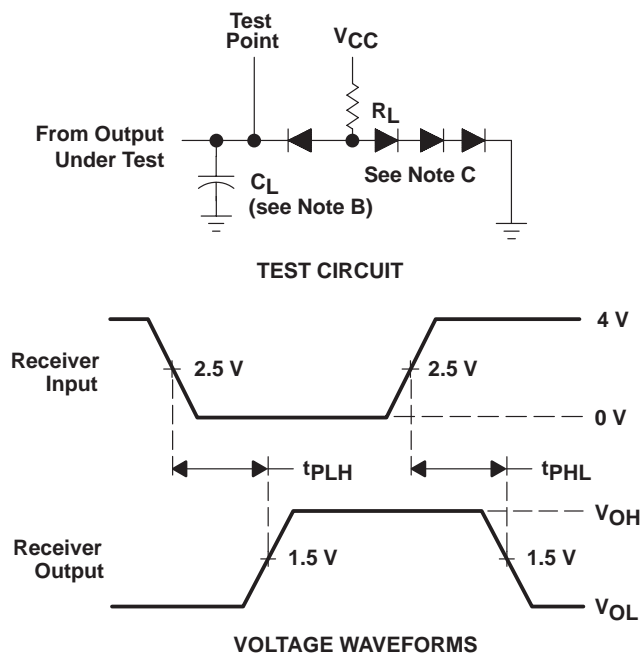 Test
Point
VCC
RL
From Output
Under Test
CL
(see Note B)
See Note C
TEST CIRCUIT
4 V
Receiver
Input
2.5 V
2.5 V
0 V
tPLH
tPHL
VOH
Receiver
Output
1.5 V
1.5 V
VOL
VOLTAGE WAVEFORMS